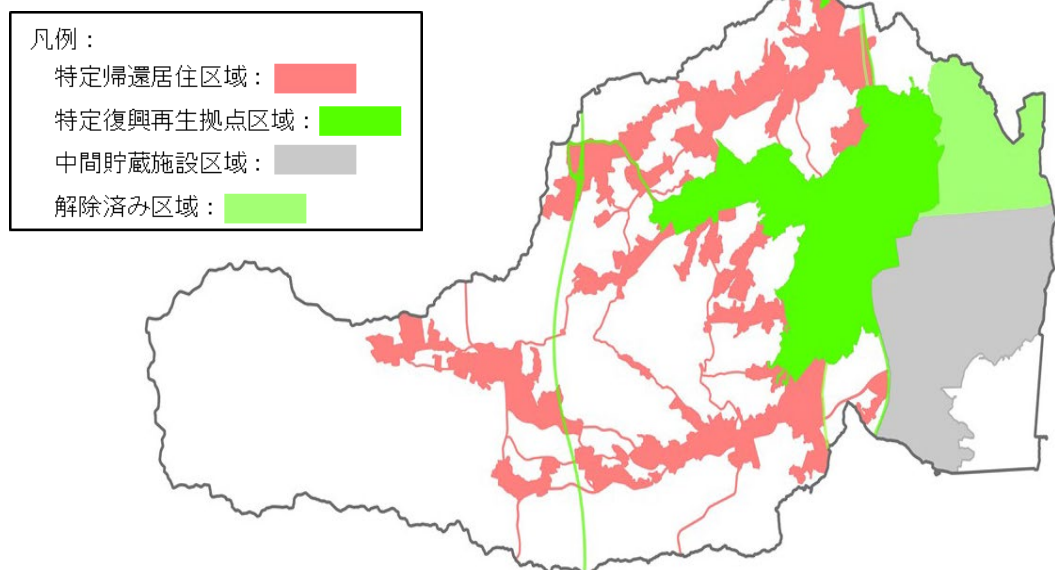 凡例：
特定帰還居住区域：
特定復興再生拠点区域：
中間貯蔵施設区域：
解除済み区域：